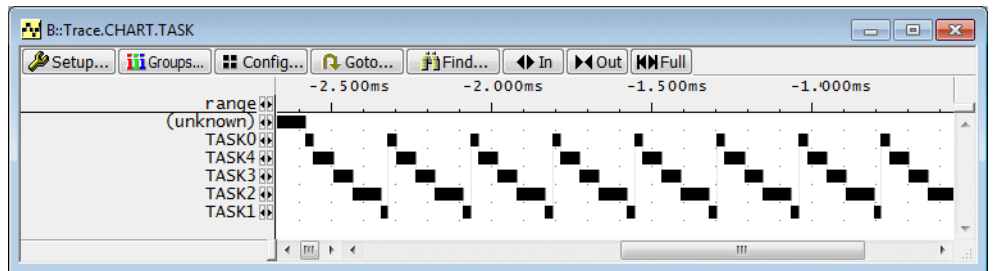 B::Trace.CHART.TASK
Setup... Groups... Config... Goto... Find... In Out Full
-2.500ms -2.000ms -1.500ms -1.000ms
range
(unknown)
TASK0
TASK4
TASK3
TASK2
TASK1